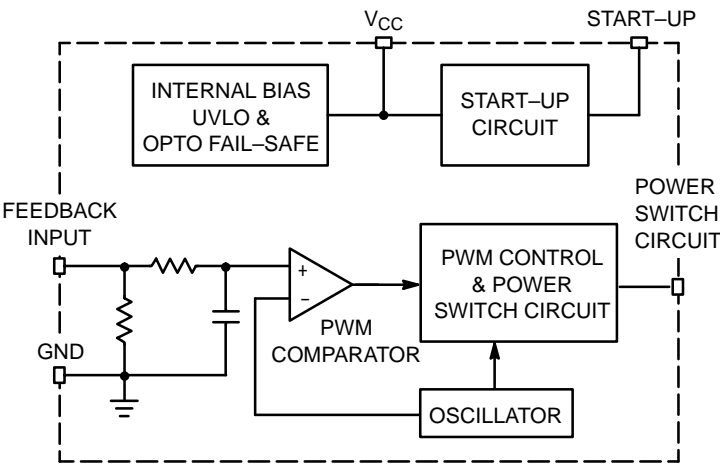 V_CC
START–UP
INTERNAL BIAS
UVLO &
OPTO FAIL–SAFE
START–UP
CIRCUIT
FEEDBACK
INPUT
POWER
SWITCH
CIRCUIT
+
–
PWM
COMPARATOR
PWM CONTROL
& POWER
SWITCH CIRCUIT
GND
OSCILLATOR